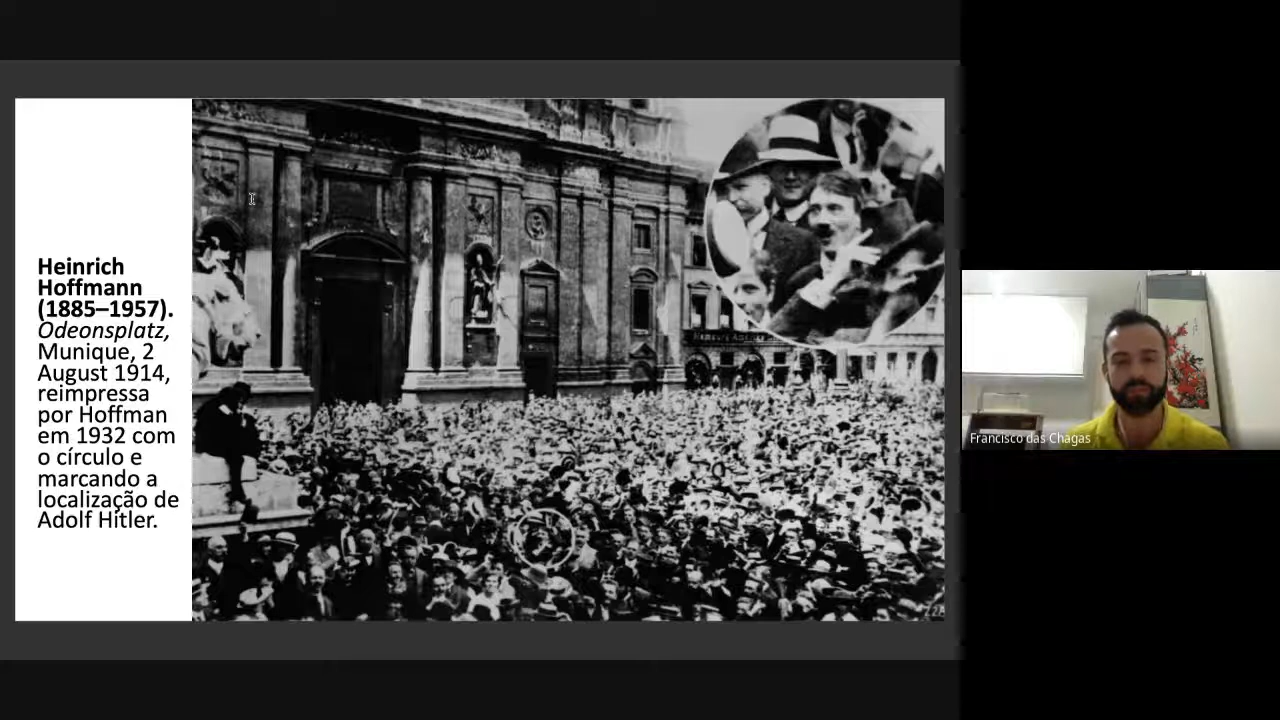 Heinrich
Hoffmann
(1885–1957).
Odeonsplatz,
Munique, 2
August 1914,
reimpressa
por Hoffman
em 1932 com
o círculo e
marcando a
localização de
Adolf Hitler.
Francisco das Chagas